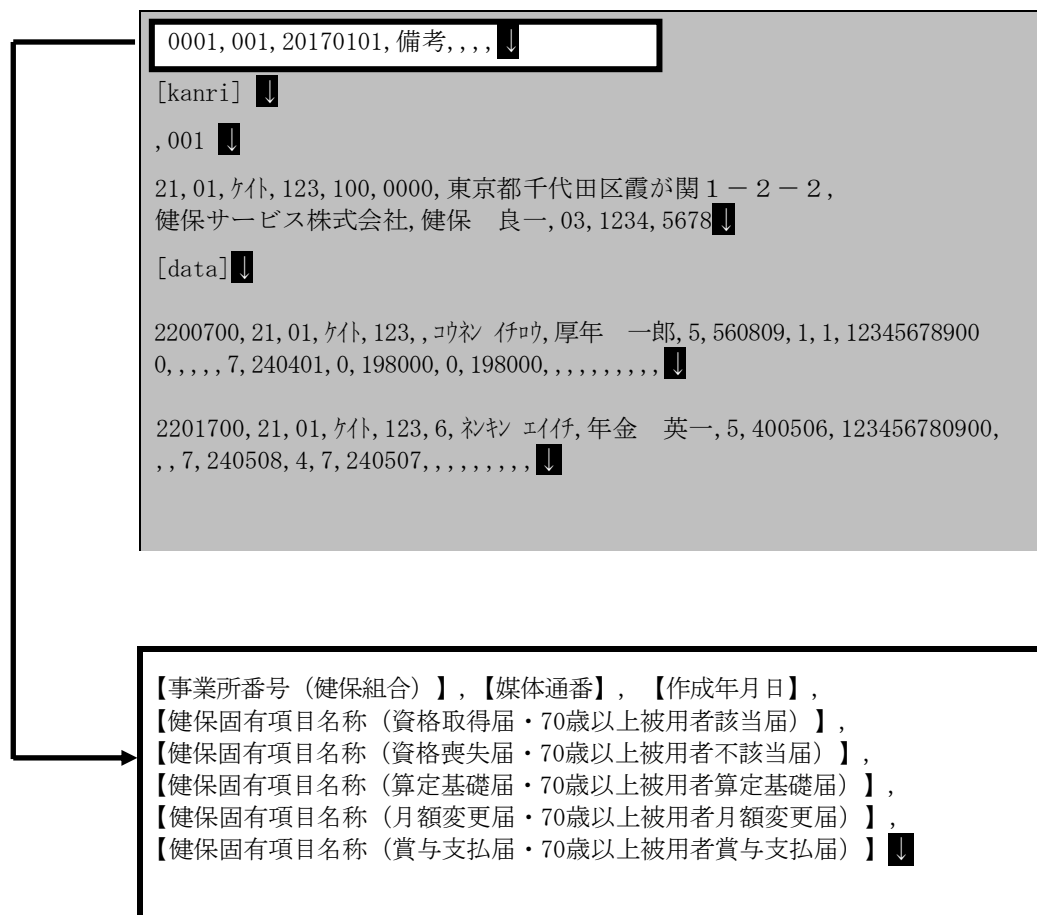 0001,001,20170101,備考,,,,↓
[kanri] ↓
,001 ↓
21,01,ｹｲﾄ,123,100,0000,東京都千代田区霞が関１－２－２,
健保サービス株式会社,健保　良一,03,1234,5678↓
[data]↓
2200700,21,01,ｹｲﾄ,123,,ｺｳﾈﾝ ｲﾁﾛｳ,厚年　一郎,5,560809,1,1,12345678900
0,,,,,7,240401,0,198000,0,198000,,,,,,,,,,↓
2201700,21,01,ｹｲﾄ,123,6,ﾈﾝｷﾝ ｴｲｲﾁ,年金　英一,5,400506,123456780900,
,,7,240508,4,7,240507,,,,,,,,,↓
【事業所番号（健保組合）】,【媒体通番】, 【作成年月日】,
【健保固有項目名称（資格取得届・70歳以上被用者該当届）】,
【健保固有項目名称（資格喪失届・70歳以上被用者不該当届）】,
【健保固有項目名称（算定基礎届・70歳以上被用者算定基礎届）】,
【健保固有項目名称（月額変更届・70歳以上被用者月額変更届）】,
【健保固有項目名称（賞与支払届・70歳以上被用者賞与支払届）】↓